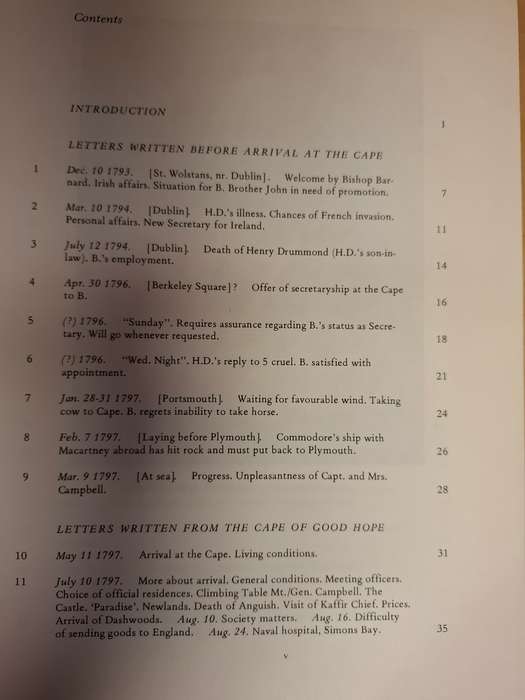 Contents
INTRODUCTION 1
LETTERS WRITTEN BEFORE ARRIVAL AT THE CAPE
1 Dec. 10 1793. [St. Wolstans, nr. Dublin]. Welcome by Bishop Bar-
nard. Irish affairs. Situation for B. Brother John in need of promotion. 7
2 Mar. 10 1794. [Dublin]. H.D.'s illness. Chances of French invasion.
Personal affairs. New Secretary for Ireland. 11
3 July 12 1794. [Dublin]. Death of Henry Drummond (H.D.'s son-in-
law). B.'s employment. 14
4 Apr. 30 1796. [Berkeley Square]? Offer of secretaryship at the Cape
to B. 16
5 (?) 1796. "Sunday". Requires assurance regarding B.'s status as Secre-
tary. Will go whenever requested. 18
6 (?) 1796. "Wed. Night". H.D.'s reply to 5 cruel. B. satisfied with
appointment. 21
7 Jan. 28-31 1797. [Portsmouth]. Waiting for favourable wind. Taking
cow to Cape. B. regrets inability to take horse. 24
8 Feb. 7 1797. [Laying before Plymouth]. Commodore's ship with
Macartney abroad has hit rock and must put back to Plymouth. 26
9 Mar. 9 1797. [At sea]. Progress. Unpleasantness of Capt. and Mrs.
Campbell. 28
LETTERS WRITTEN FROM THE CAPE OF GOOD HOPE
10 May 11 1797. Arrival at the Cape. Living conditions. 31
11 July 10 1797. More about arrival. General conditions. Meeting officers.
Choice of official residences. Climbing Table Mt./Gen. Campbell. The
Castle. 'Paradise'. Newlands. Death of Anguish. Visit of Kaffir Chief. Prices.
Arrival of Dashwoods. Aug. 10. Society matters. Aug. 16. Difficulty
of sending goods to England. Aug. 24. Naval hospital, Simons Bay. 35
v